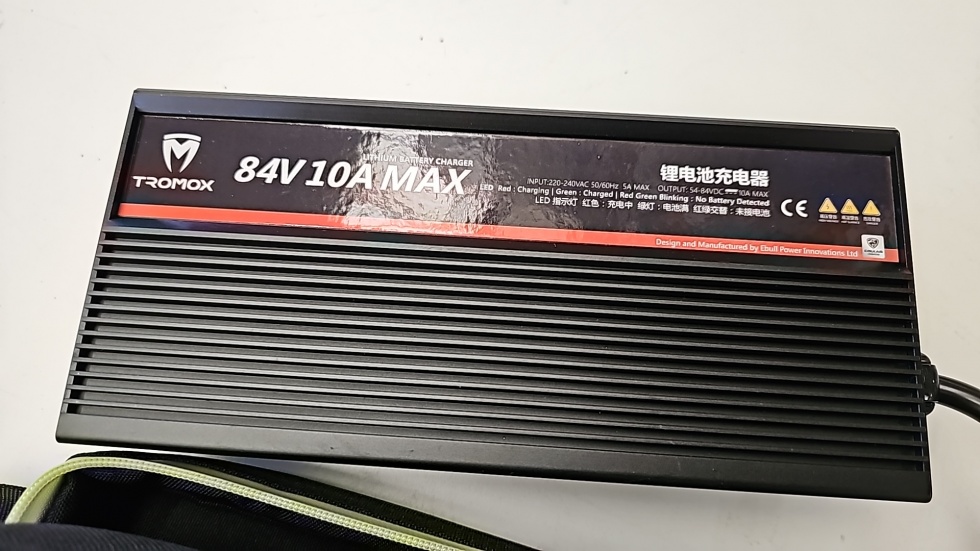 TROMOX
LITHIUM BATTERY CHARGER
84V 10A MAX
锂电池充电器
INPUT:220-240VAC 50/60Hz 5A MAX OUTPUT: 54-84VDC 10A MAX
LED Red : Charging | Green : Charged | Red Green Blinking : No Battery Detected
LED 指示灯 红色 : 充电中 绿灯 : 电池满 红绿交替 : 未接电池
CE
Design and Manufactured by Ebull Power Innovations Ltd